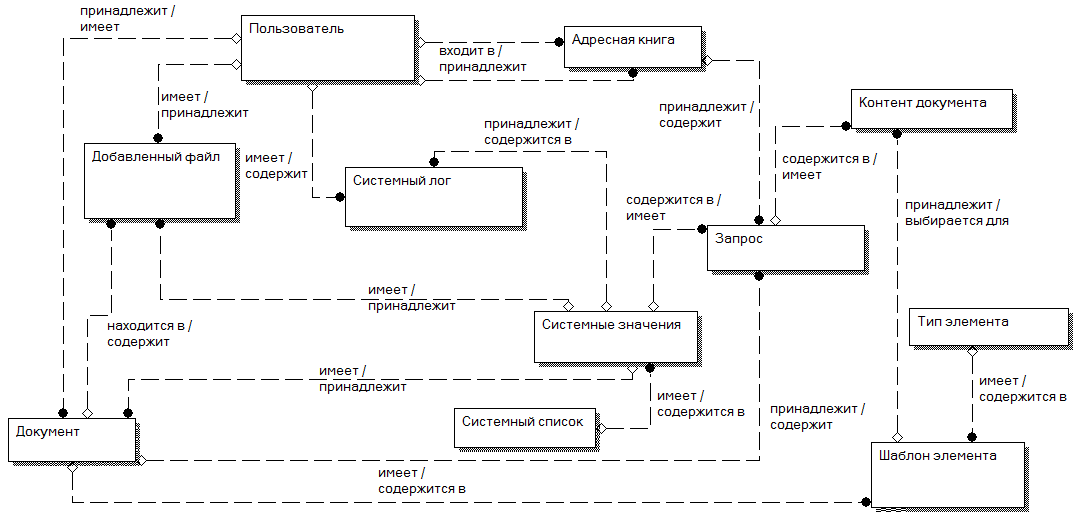 принадлежит /
имеет
Пользователь
Адресная книга
входит в /
принадлежит
имеет /
принадлежит
Контент документа
принадлежит /
содержит
принадлежит /
содержится в
Добавленный файл
имеет /
содержит
содержится в /
имеет
Системный лог
содержится в /
имеет
принадлежит /
выбирается для
Запрос
имеет /
принадлежит
Системные значения
Тип элемента
находится в /
содержит
имеет /
принадлежит
имеет /
содержится в
имеет /
содержится в
принадлежит /
содержит
Системный список
Документ
Шаблон элемента
имеет /
содержится в